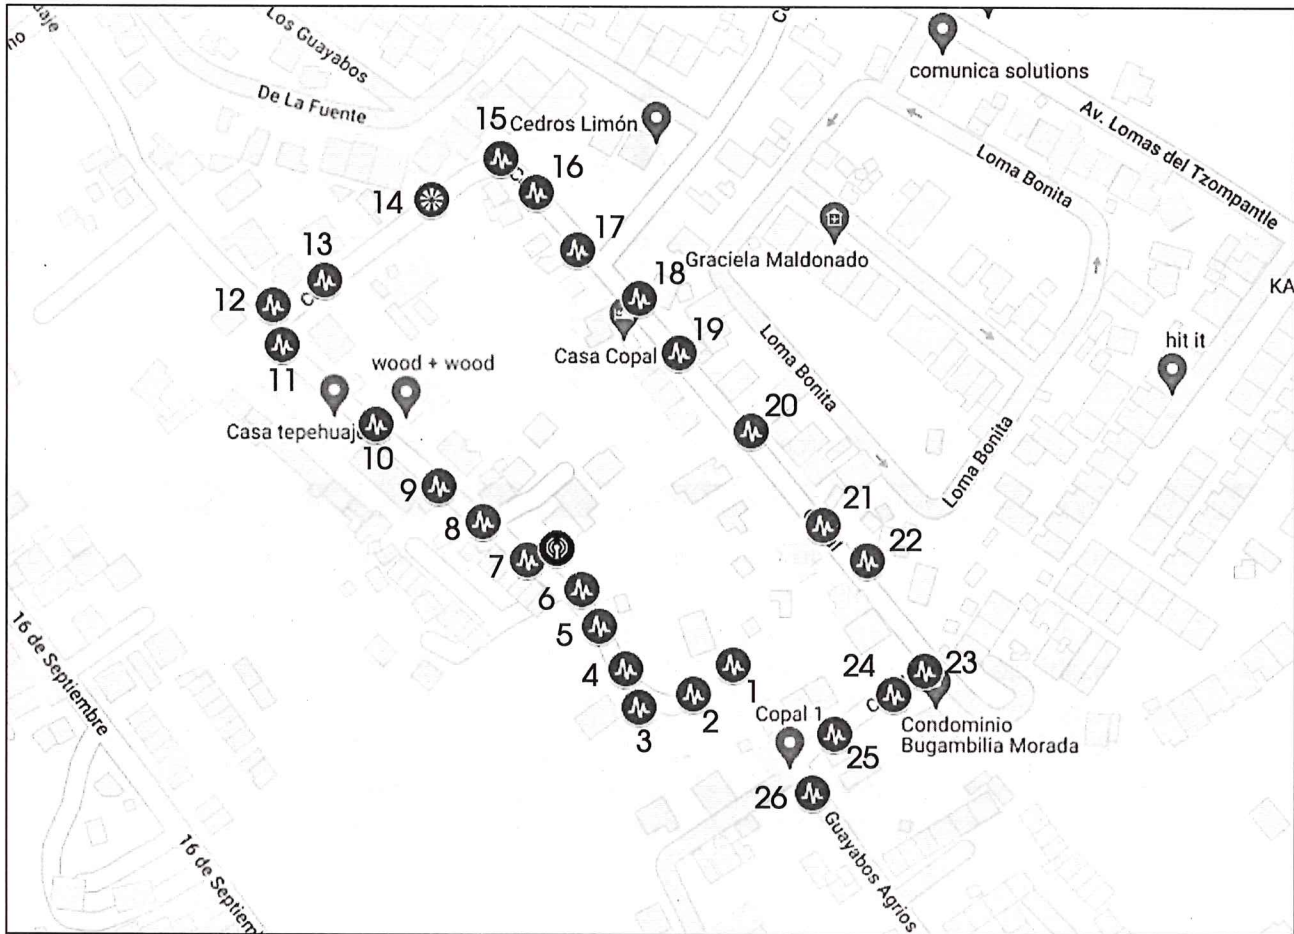 Los Guayabos
De La Fuente
comunica solutions
Av. Lomas del Tzompantle
15
Cedros Limón
Loma Bonita
16
14
17
13
Graciela Maldonado
12
18
KA
11
Casa Copal
19
hit it
wood + wood
Loma Bonita
Casa tepehuaj
10
20
Loma Bonita
9
21
8
22
7
6
5
16 de Septiembre
4
24
23
1
2
3
Copal 1
Condominio
Bugambilia Morada
25
26
Guayabos Agrios
16 de Septiem